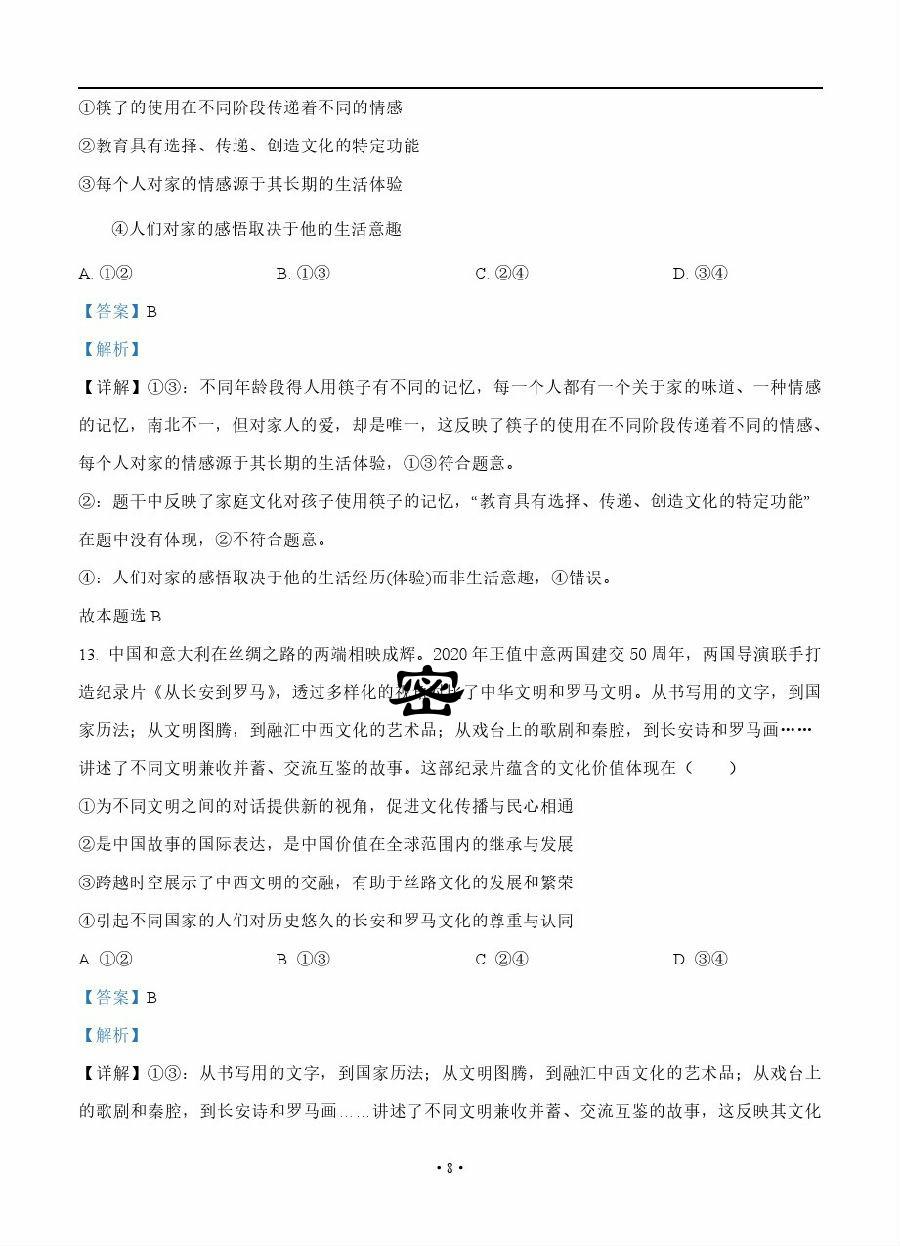 ①筷了的使用在不同阶段传递着不同的情感
②教育具有选择、传递、创造文化的特定功能
③每个人对家的情感源于其长期的生活体验
④人们对家的感悟取决于他的生活意趣
A. ①② B. ①③ C. ②④ D. ③④
【答案】B
【解析】
【详解】①③：不同年龄段得人用筷子有不同的记忆，每一个人都有一个关于家的味道、一种情感
的记忆，南北不一，但对家人的爱，却是唯一，这反映了筷子的使用在不同阶段传递着不同的情感、
每个人对家的情感源于其长期的生活体验，①③符合题意。
②：题干中反映了家庭文化对孩子使用筷子的记忆，“教育具有选择、传递、创造文化的特定功能”
在题中没有体现，②不符合题意。
④：人们对家的感悟取决于他的生活经历(体验)而非生活意趣，④错误。
故本题选 B
13. 中国和意大利在丝绸之路的两端相映成辉。2020 年王值中意两国建交 50 周年，两国导演联手打
造纪录片《从长安到罗马》，透过多样化的 密 了中华文明和罗马文明。从书写用的文字，到国
家历法；从文明图腾，到融汇中西文化的艺术品；从戏台上的歌剧和秦腔，到长安诗和罗马画……
讲述了不同文明兼收并蓄、交流互鉴的故事。这部纪录片蕴含的文化价值体现在（　　）
①为不同文明之间的对话提供新的视角，促进文化传播与民心相通
②是中国故事的国际表达，是中国价值在全球范围内的继承与发展
③跨越时空展示了中西文明的交融，有助于丝路文化的发展和繁荣
④引起不同国家的人们对历史悠久的长安和罗马文化的尊重与认同
A. ①② B. ①③ C. ②④ D. ③④
【答案】B
【解析】
【详解】①③：从书写用的文字，到国家历法；从文明图腾，到融汇中西文化的艺术品；从戏台上
的歌剧和秦腔，到长安诗和罗马画……讲述了不同文明兼收并蓄、交流互鉴的故事，这反映其文化
• 8 •